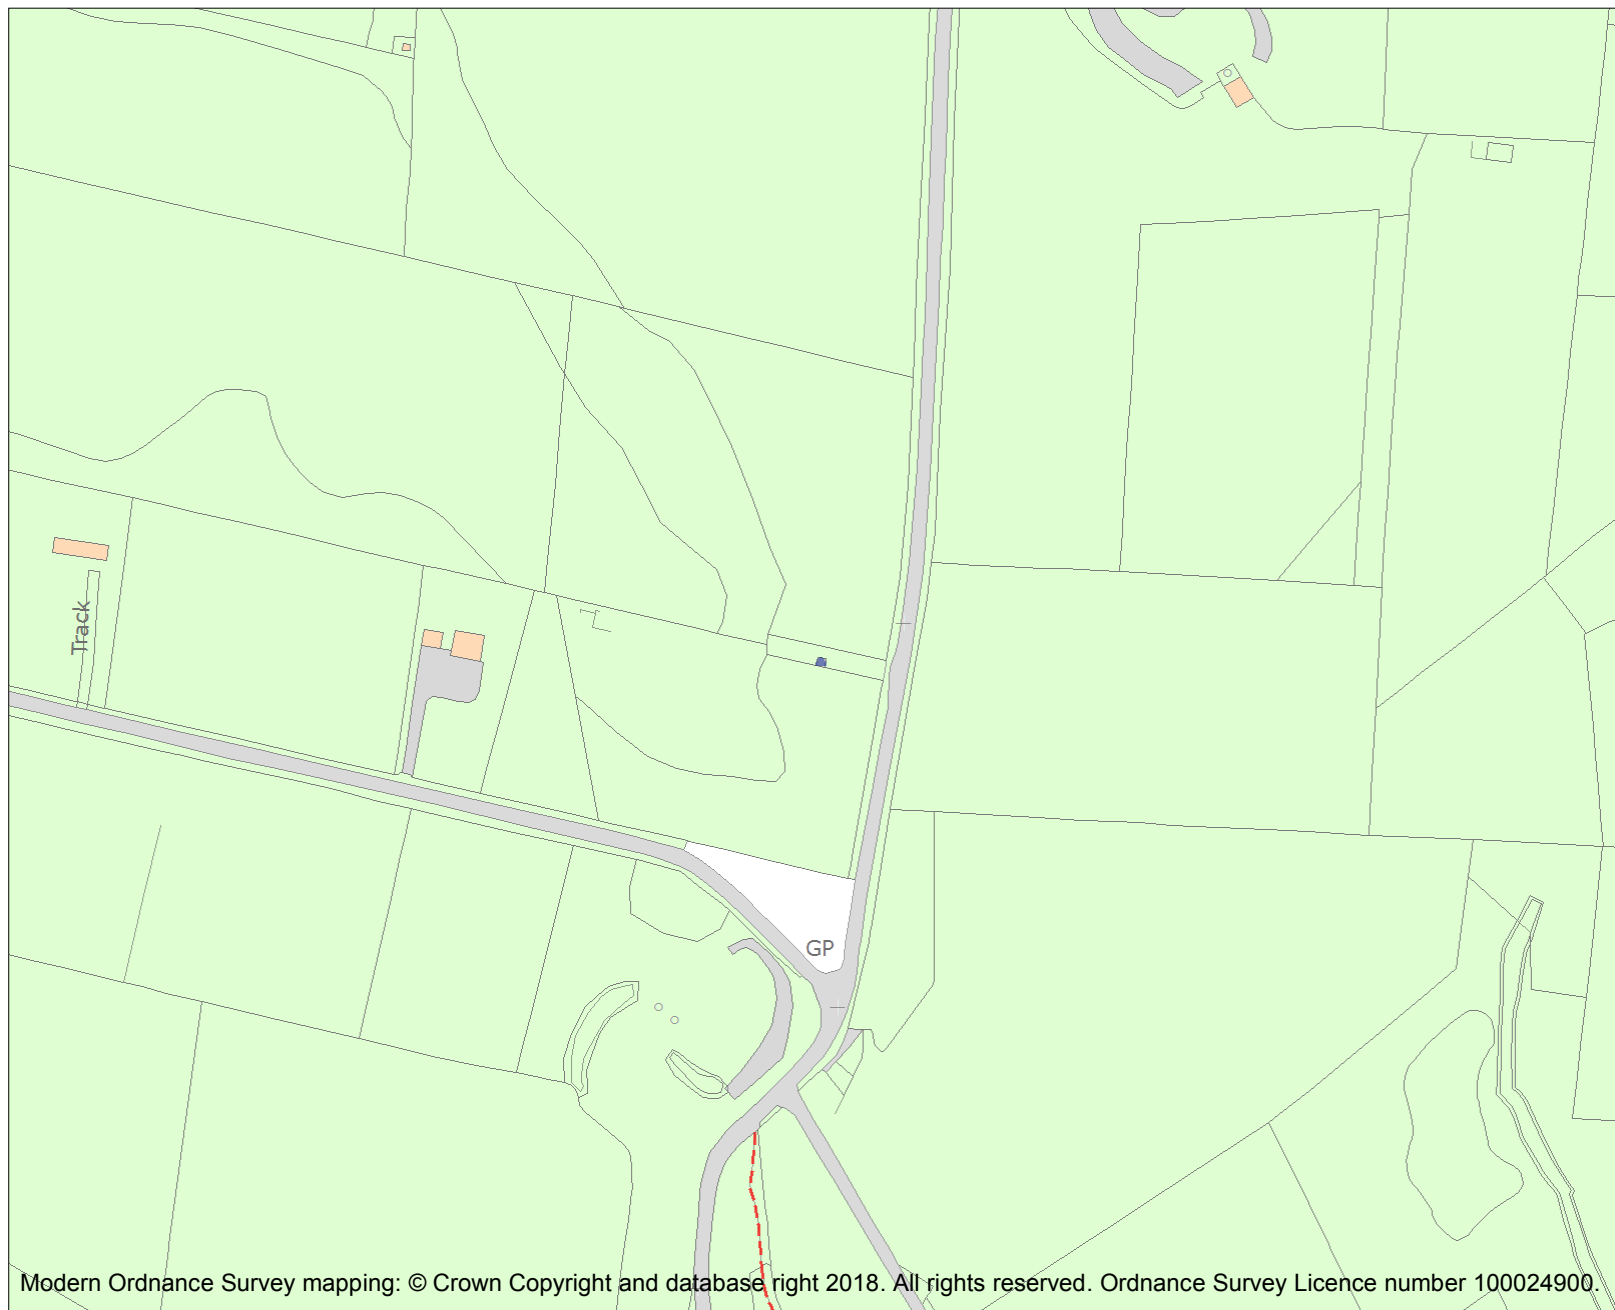 Track
GP
Modern Ordnance Survey mapping: © Crown Copyright and database right 2018. All rights reserved. Ordnance Survey Licence number 100024900.